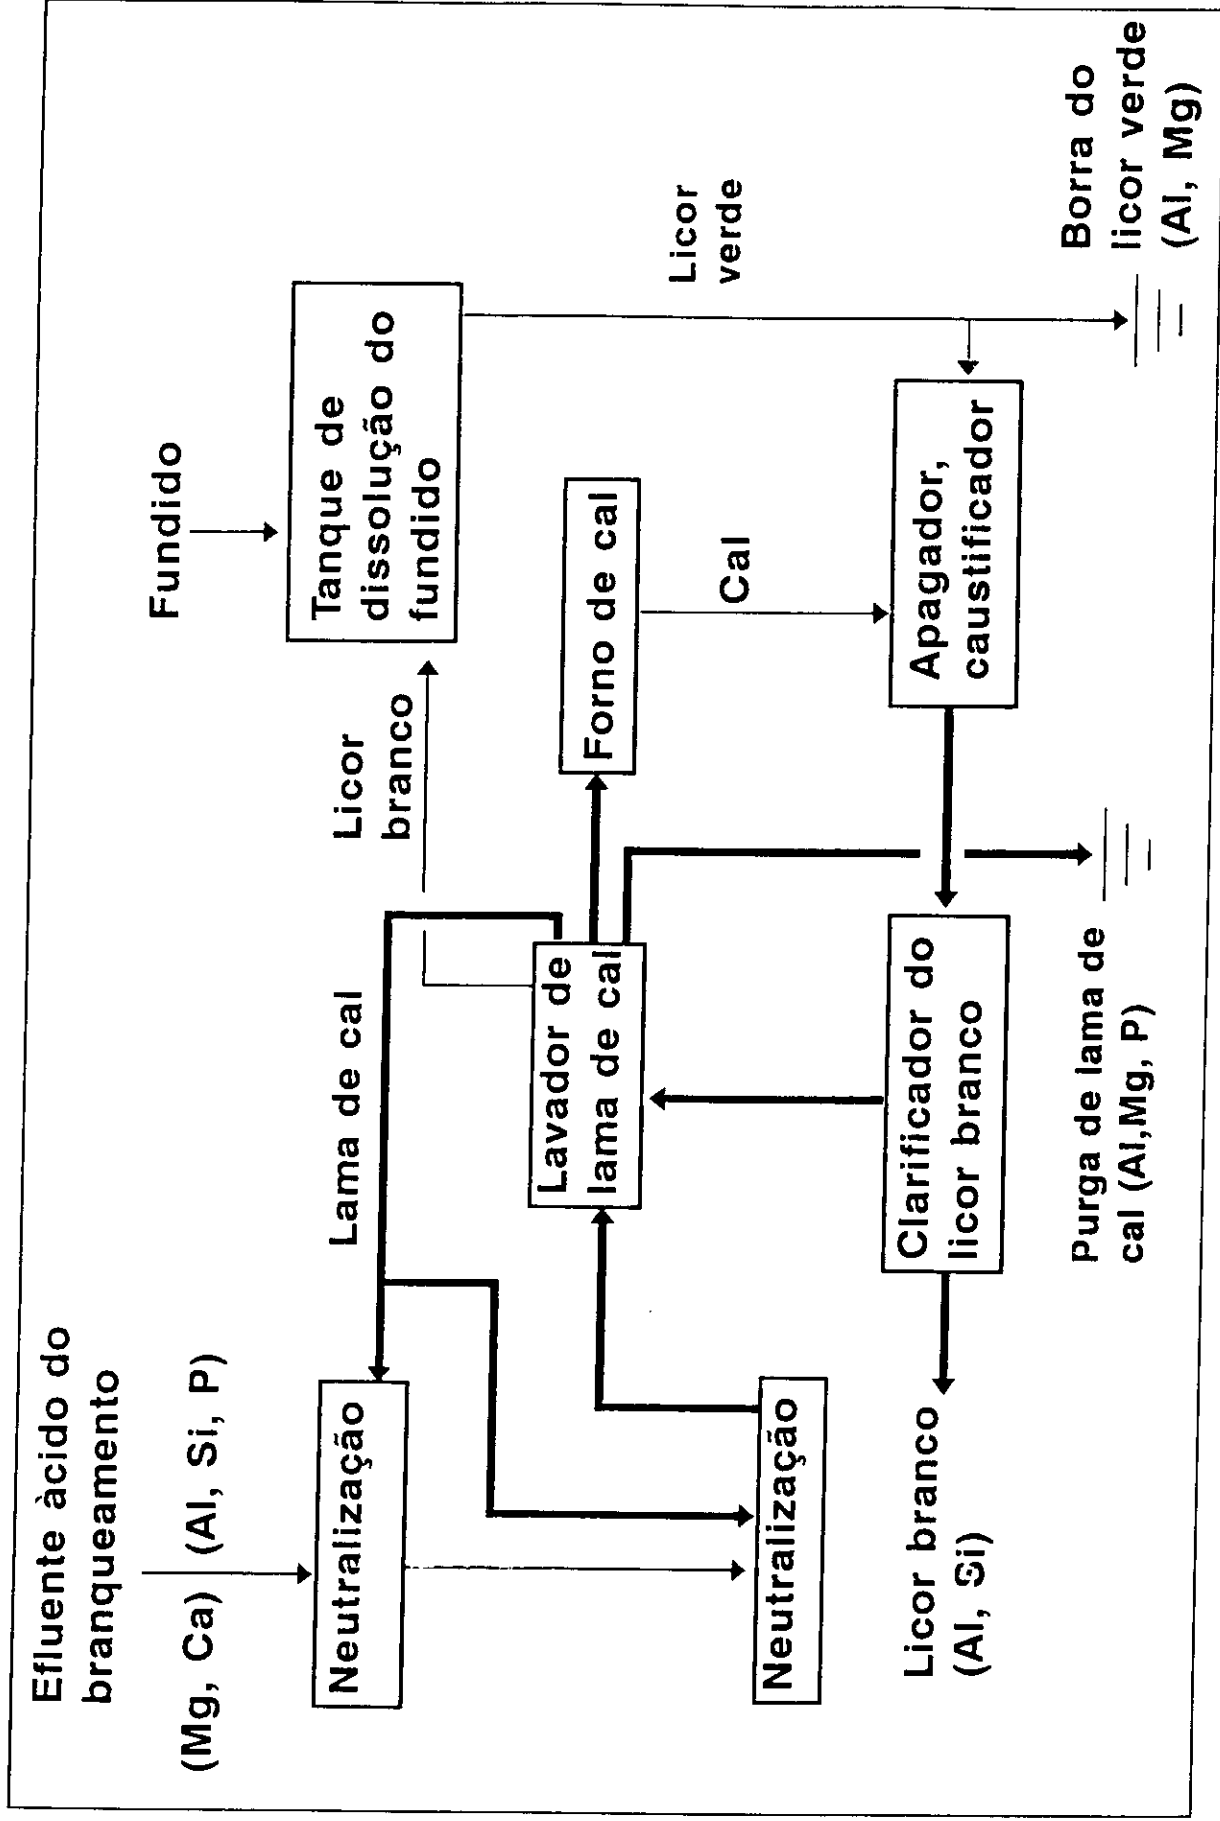 Efluente àcido do
branqueamento
(Mg, Ca) (Al, Si, P)
Neutralização
Lama de cal
Licor
branco
Fundido
Tanque de
dissolução do
fundido
Lavador de
lama de cal
Forno de cal
Cal
Licor
verde
Neutralização
Clarificador do
licor branco
Apagador,
caustificador
Licor branco
(Al, Si)
Purga de lama de
cal (Al,Mg, P)
Borra do
licor verde
(Al, Mg)